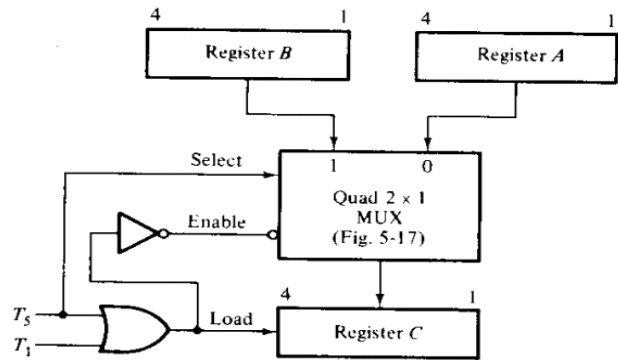 4 1 4 1
Register B Register A
Select
1 0
Quad 2 × 1
MUX
(Fig. 5-17)
Enable
4 1
T5
Load
Register C
T1